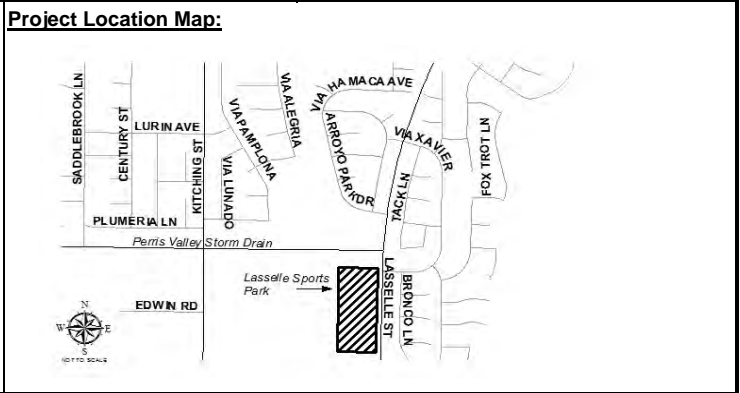 Project Location Map:
SADDLEBROOK LN
CENTURY ST
LURIN AVE
KITCHING ST
VIA LUNADO
VIA PAMPLONA
VIA ALEGRIA
VIA HAMACA AVE
ARROYO PARK DR
VIA XAVIER
TACK LN
FOX TROT LN
PLUMERIA LN
Perris Valley Storm Drain
Lasselle Sports
Park
LASSELLE ST
BRONCO LN
EDWIN RD
N
W
E
S
NOT TO SCALE